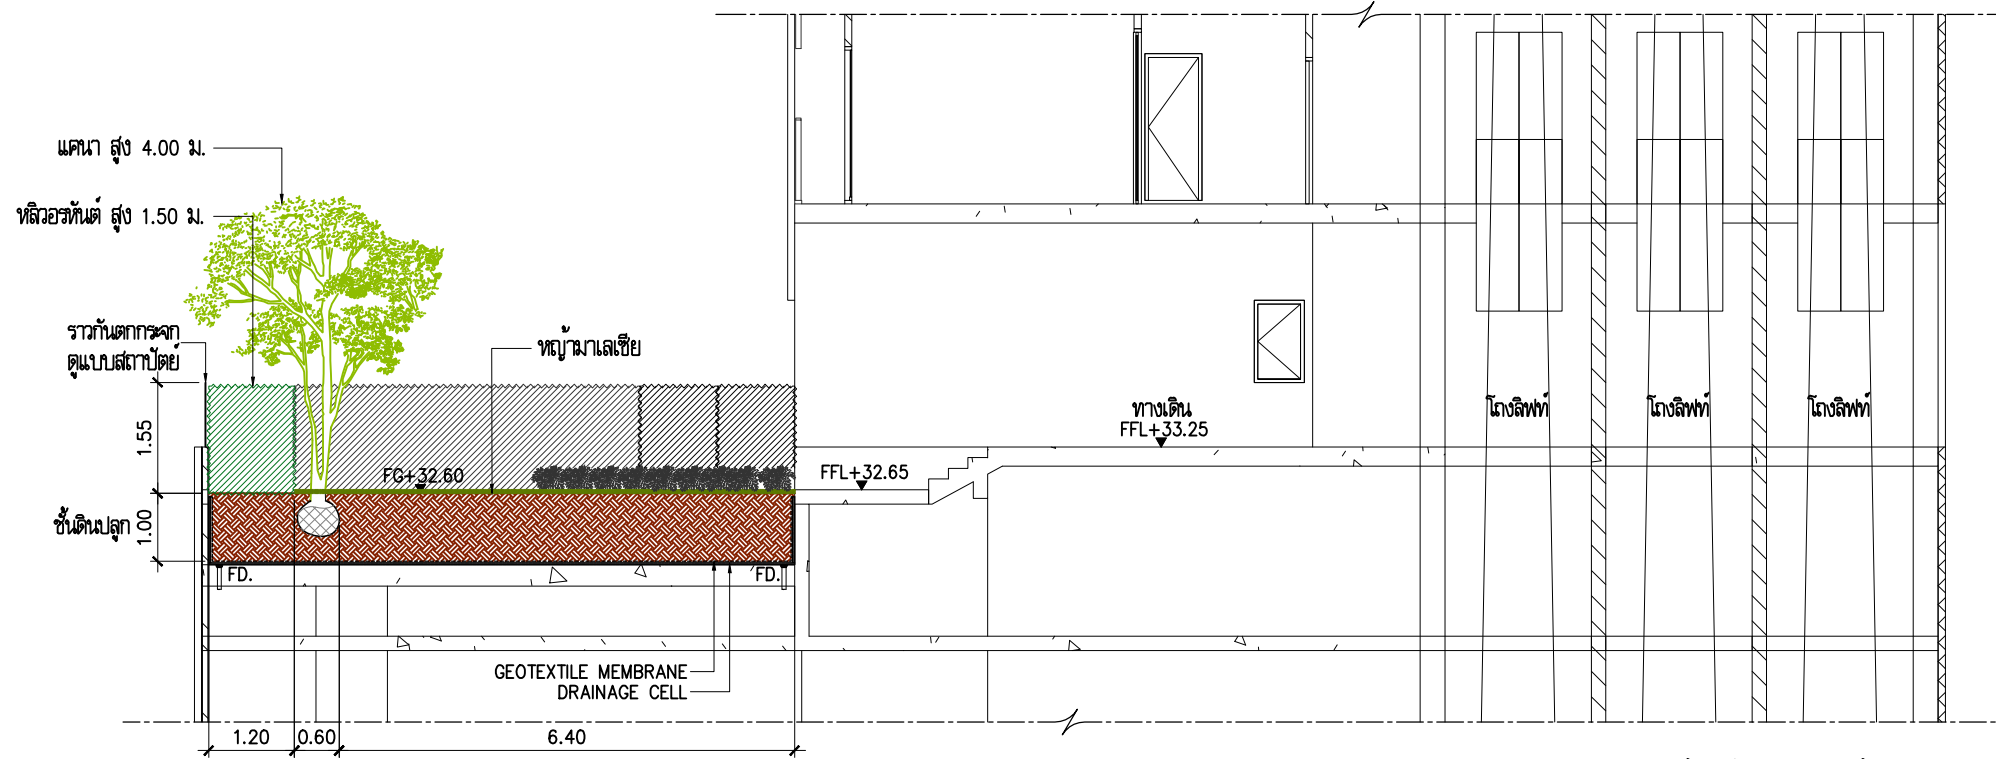 แคนา สูง 4.00 ม.
หลิวอรหันต์ สูง 1.50 ม.
ราวกันตกกระจก
ดูแบบสถาปัตย์
หญ้ามาเลเซีย
1.55
ชั้นดินปลูก
1.00
FG+32.60
FFL+32.65
ทางเดิน
FFL+33.25
โถงลิฟท์
โถงลิฟท์
โถงลิฟท์
FD.
FD.
GEOTEXTILE MEMBRANE
DRAINAGE CELL
1.20
0.60
6.40